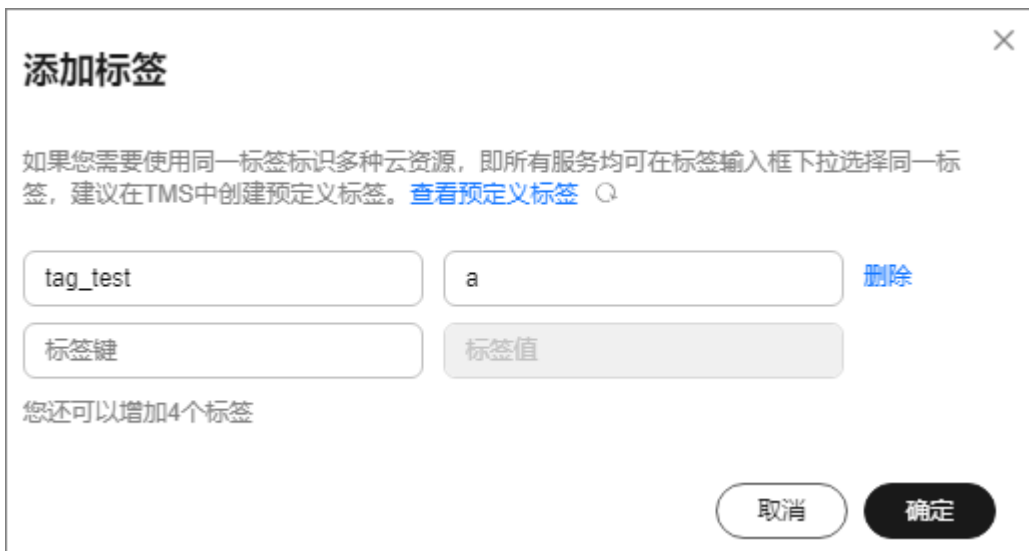 添加标签
如果您需要使用同一标签标识多种云资源，即所有服务均可在标签输入框下拉选择同一标
签，建议在TMS中创建预定义标签。查看预定义标签
tag_test a 删除
标签键 标签值
您还可以增加4个标签
取消 确定